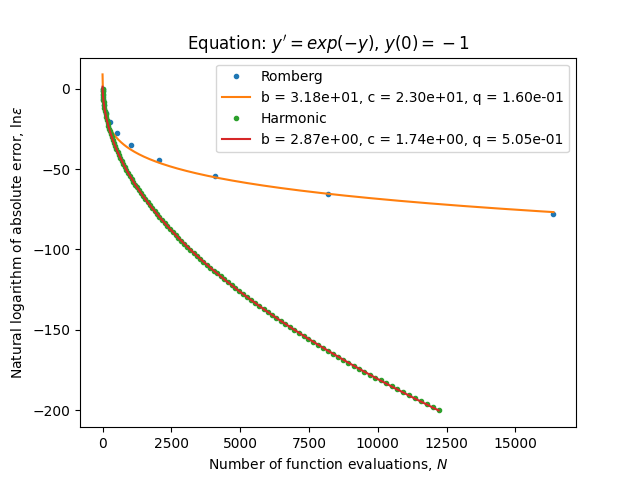 Equation: y′ = exp(−y), y(0) = −1
Romberg
b = 3.18e+01, c = 2.30e+01, q = 1.60e-01
Harmonic
b = 2.87e+00, c = 1.74e+00, q = 5.05e-01
Natural logarithm of absolute error, lnε
0
−50
−100
−150
−200
0 2500 5000 7500 10000 12500 15000
Number of function evaluations, N